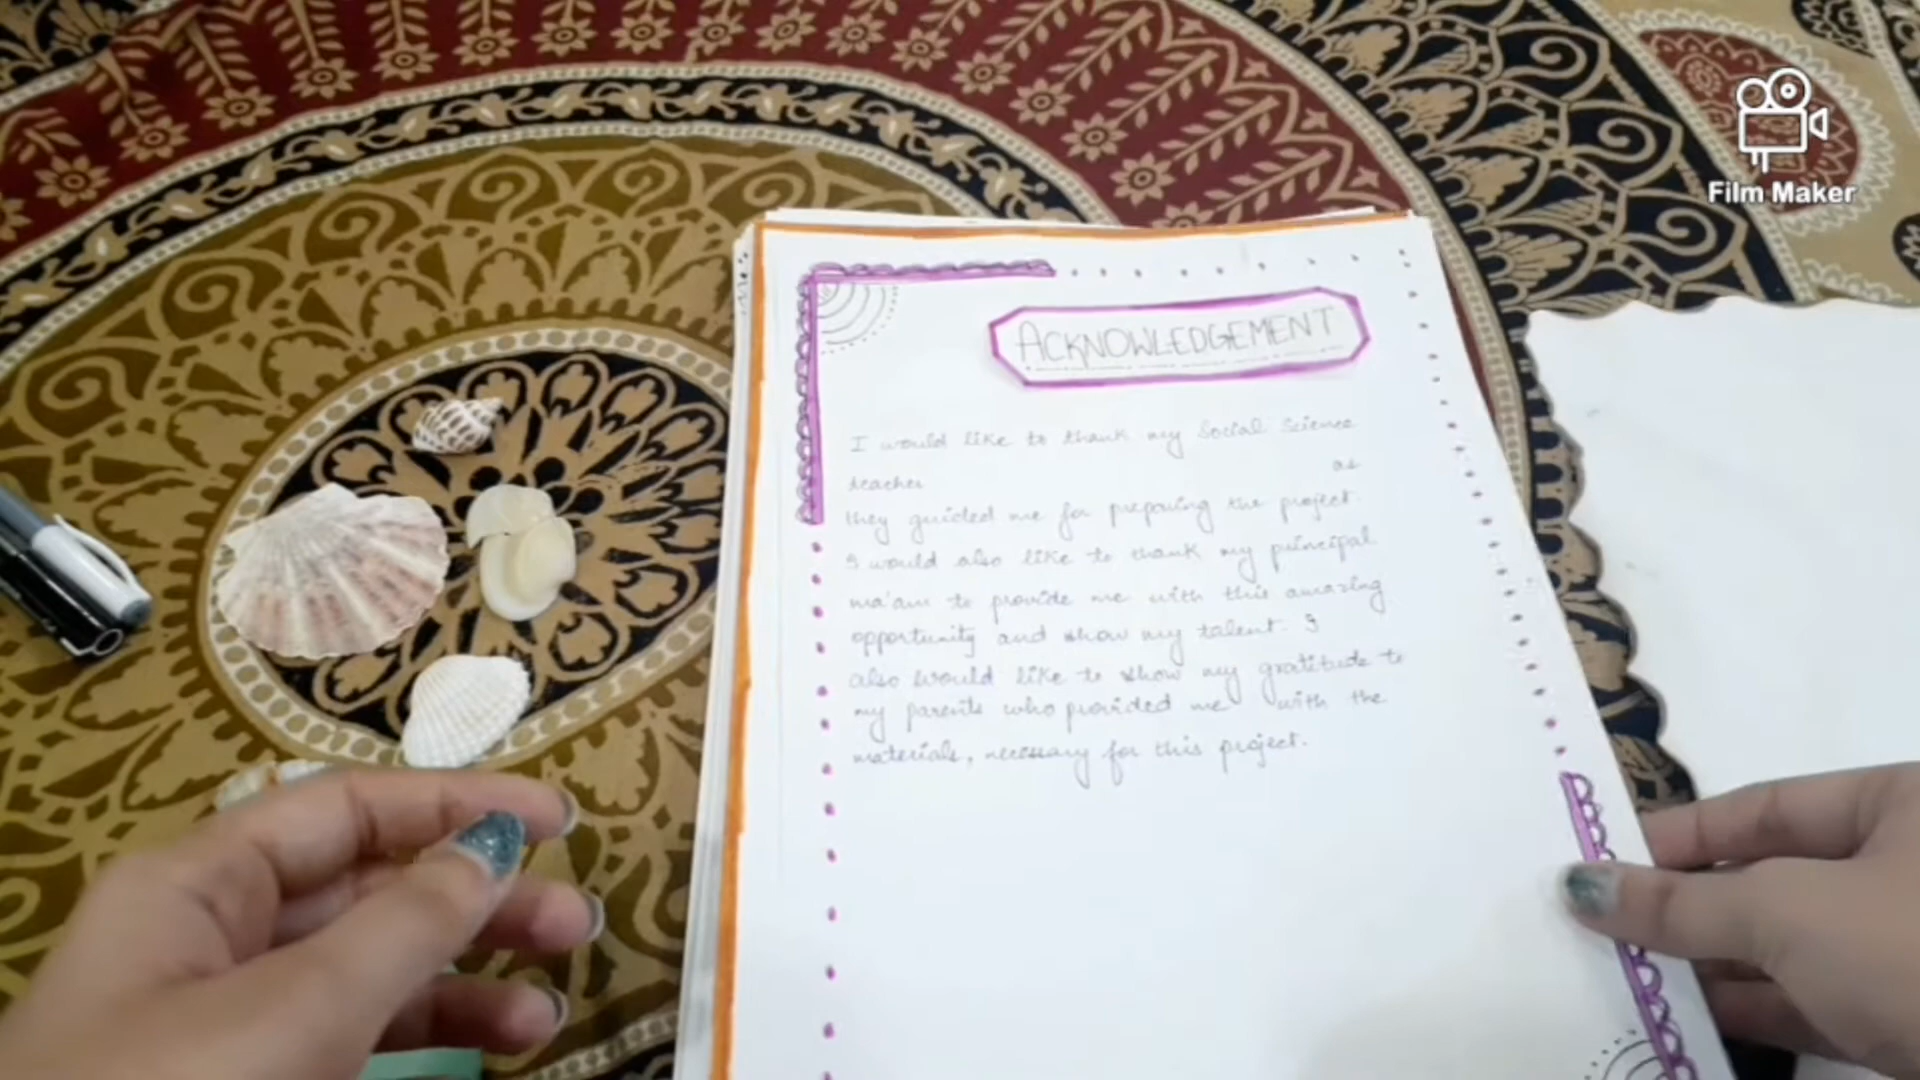 Film Maker
ACKNOWLEDGEMENT
I would like to thank my Social Science
teacher as
they guided me for preparing the project.
I would also like to thank my principal
ma'am to provide me with this amazing
opportunity and show my talent. I
also would like to show my gratitude to
my parents who provided me with the
materials, necessary for this project.